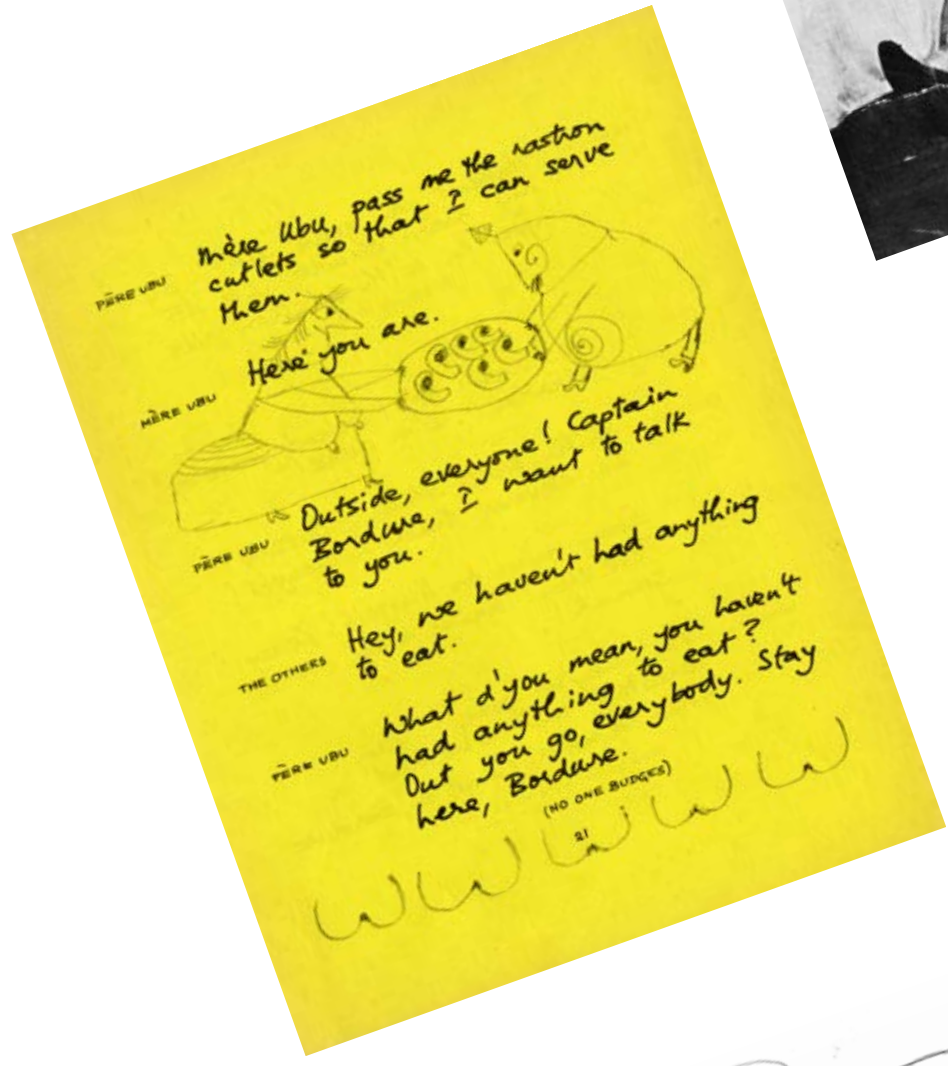 PÈRE UBU Mère Ubu, pass me the rastron
cutlets so that I can serve
them.
MÈRE UBU Here you are.
PÈRE UBU Outside, everyone! Captain
Bordure, I want to talk
to you.
THE OTHERS Hey, we haven't had anything
to eat.
PÈRE UBU What d'you mean, you haven't
had anything to eat?
Out you go, everybody. Stay
here, Bordure.
(NO ONE BUDGES)
21